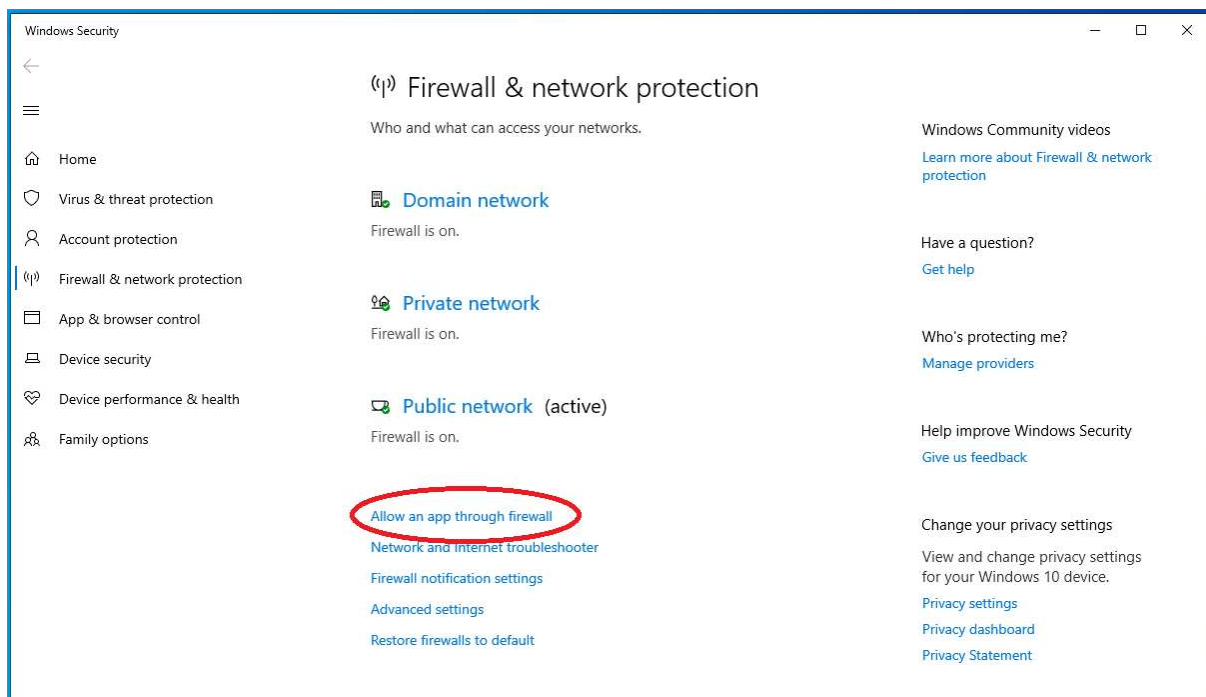 Windows Security
Home
Virus & threat protection
Account protection
Firewall & network protection
App & browser control
Device security
Device performance & health
Family options
Firewall & network protection
Who and what can access your networks.
Domain network
Firewall is on.
Private network
Firewall is on.
Public network (active)
Firewall is on.
Allow an app through firewall
Network and Internet troubleshooter
Firewall notification settings
Advanced settings
Restore firewalls to default
Windows Community videos
Learn more about Firewall & network
protection
Have a question?
Get help
Who's protecting me?
Manage providers
Help improve Windows Security
Give us feedback
Change your privacy settings
View and change privacy settings
for your Windows 10 device.
Privacy settings
Privacy dashboard
Privacy Statement